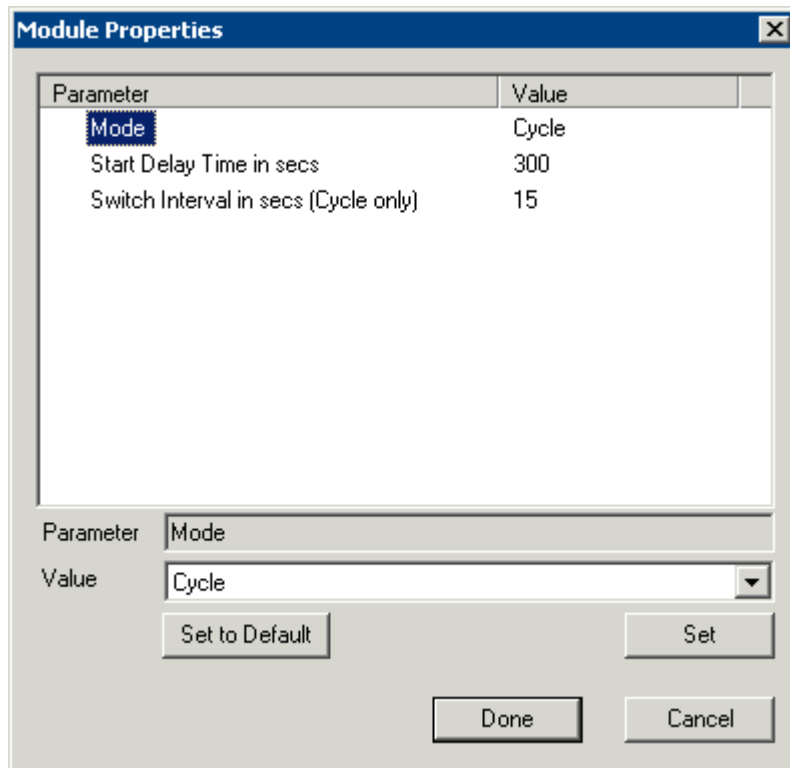 Module Properties
Parameter Value
Mode Cycle
Start Delay Time in secs 300
Switch Interval in secs (Cycle only) 15
Parameter Mode
Value Cycle
Set to Default Set
Done Cancel